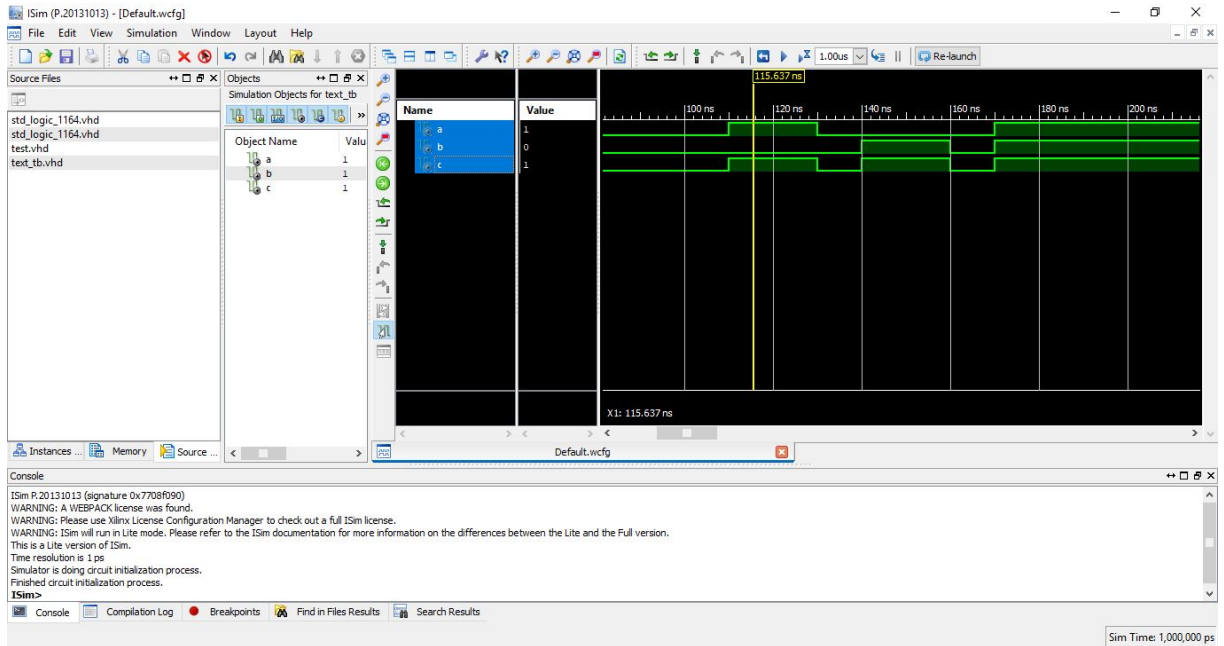 ISim (P.20131013) - [Default.wcfg]
File Edit View Simulation Window Layout Help
1.00us Re-launch
Source Files
std_logic_1164.vhd
std_logic_1164.vhd
test.vhd
text_tb.vhd
Instances ... Memory Source ...
Objects
Simulation Objects for text_tb
Object Name Valu
a 1
b 1
c 1
Name Value
a 1
b 0
c 1
115.637 ns
100 ns 120 ns 140 ns 160 ns 180 ns 200 ns
X1: 115.637 ns
Default.wcfg
Console
ISim P.20131013 (signature 0x7708f090)
WARNING: A WEBPACK license was found.
WARNING: Please use Xilinx License Configuration Manager to check out a full ISim license.
WARNING: ISim will run in Lite mode. Please refer to the ISim documentation for more information on the differences between the Lite and the Full version.
This is a Lite version of ISim.
Time resolution is 1 ps
Simulator is doing circuit initialization process.
Finished circuit initialization process.
ISim>
Console Compilation Log Breakpoints Find in Files Results Search Results
Sim Time: 1,000,000 ps